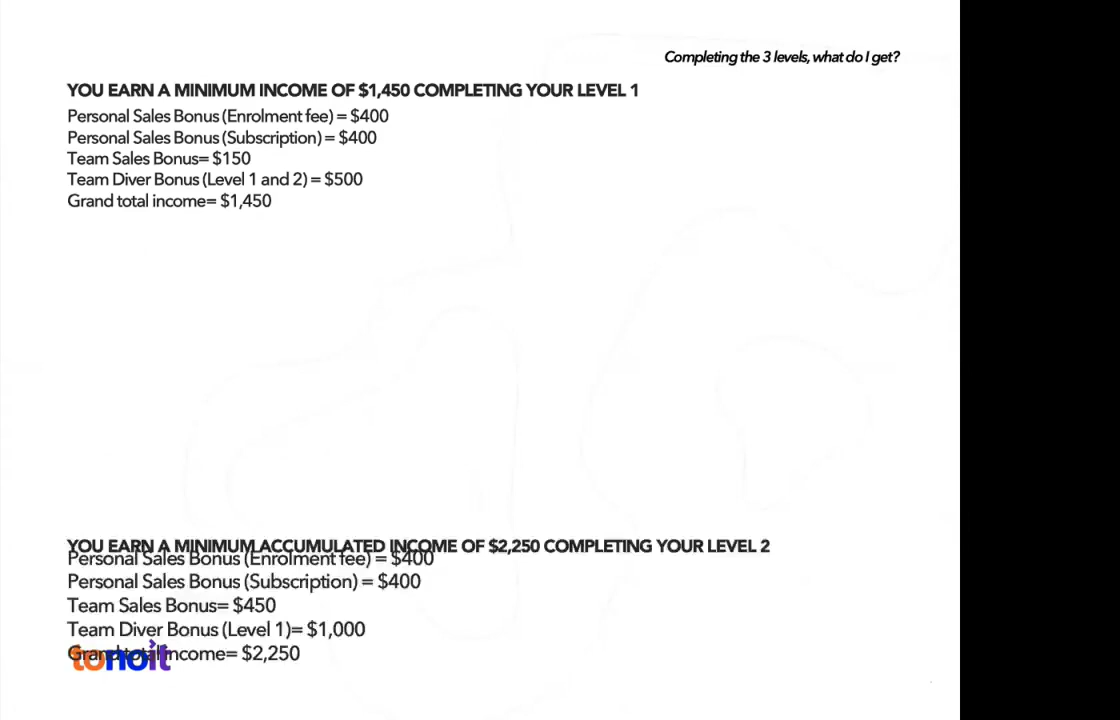 Completing the 3 levels, what do I get?
YOU EARN A MINIMUM INCOME OF $1,450 COMPLETING YOUR LEVEL 1
Personal Sales Bonus (Enrolment fee) = $400
Personal Sales Bonus (Subscription) = $400
Team Sales Bonus= $150
Team Diver Bonus (Level 1 and 2) = $500
Grand total income= $1,450
YOU EARN A MINIMUM ACCUMULATED INCOME OF $2,250 COMPLETING YOUR LEVEL 2
Personal Sales Bonus (Enrolment fee) = $400
Personal Sales Bonus (Subscription) = $400
Team Sales Bonus= $450
Team Diver Bonus (Level 1)= $1,000
Grand total income= $2,250
tonoit